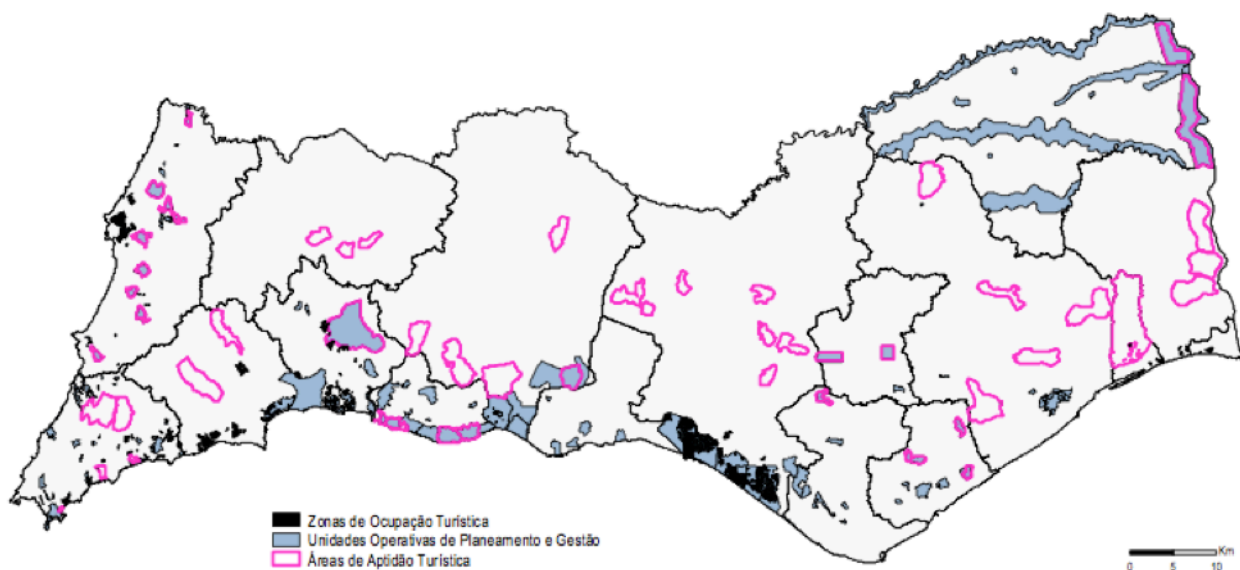 Zonas de Ocupação Turística
Unidades Operativas de Planeamento e Gestão
Áreas de Aptidão Turística
Km
0 5 10